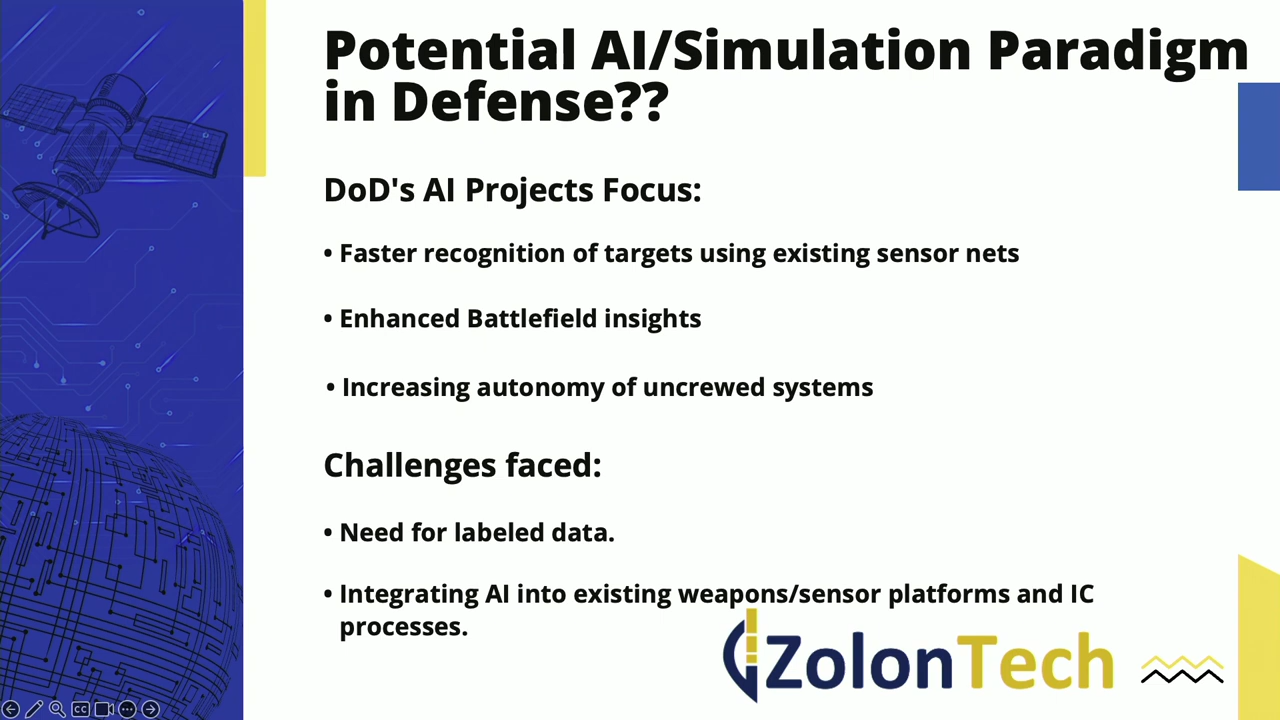 Potential AI/Simulation Paradigm
in Defense??
DoD's AI Projects Focus:
• Faster recognition of targets using existing sensor nets
• Enhanced Battlefield insights
• Increasing autonomy of uncrewed systems
Challenges faced:
• Need for labeled data.
• Integrating AI into existing weapons/sensor platforms and IC
processes.
ZolonTech
CC